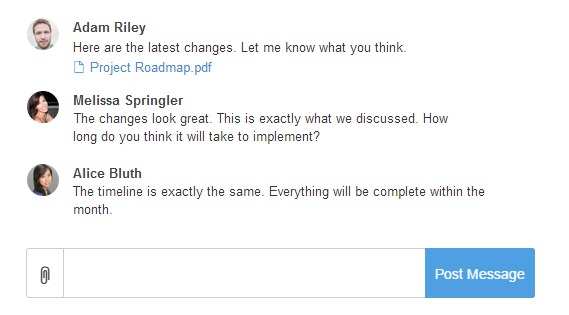 Adam Riley
Here are the latest changes. Let me know what you think.
Project Roadmap.pdf
Melissa Springler
The changes look great. This is exactly what we discussed. How
long do you think it will take to implement?
Alice Bluth
The timeline is exactly the same. Everything will be complete within the
month.
Post Message